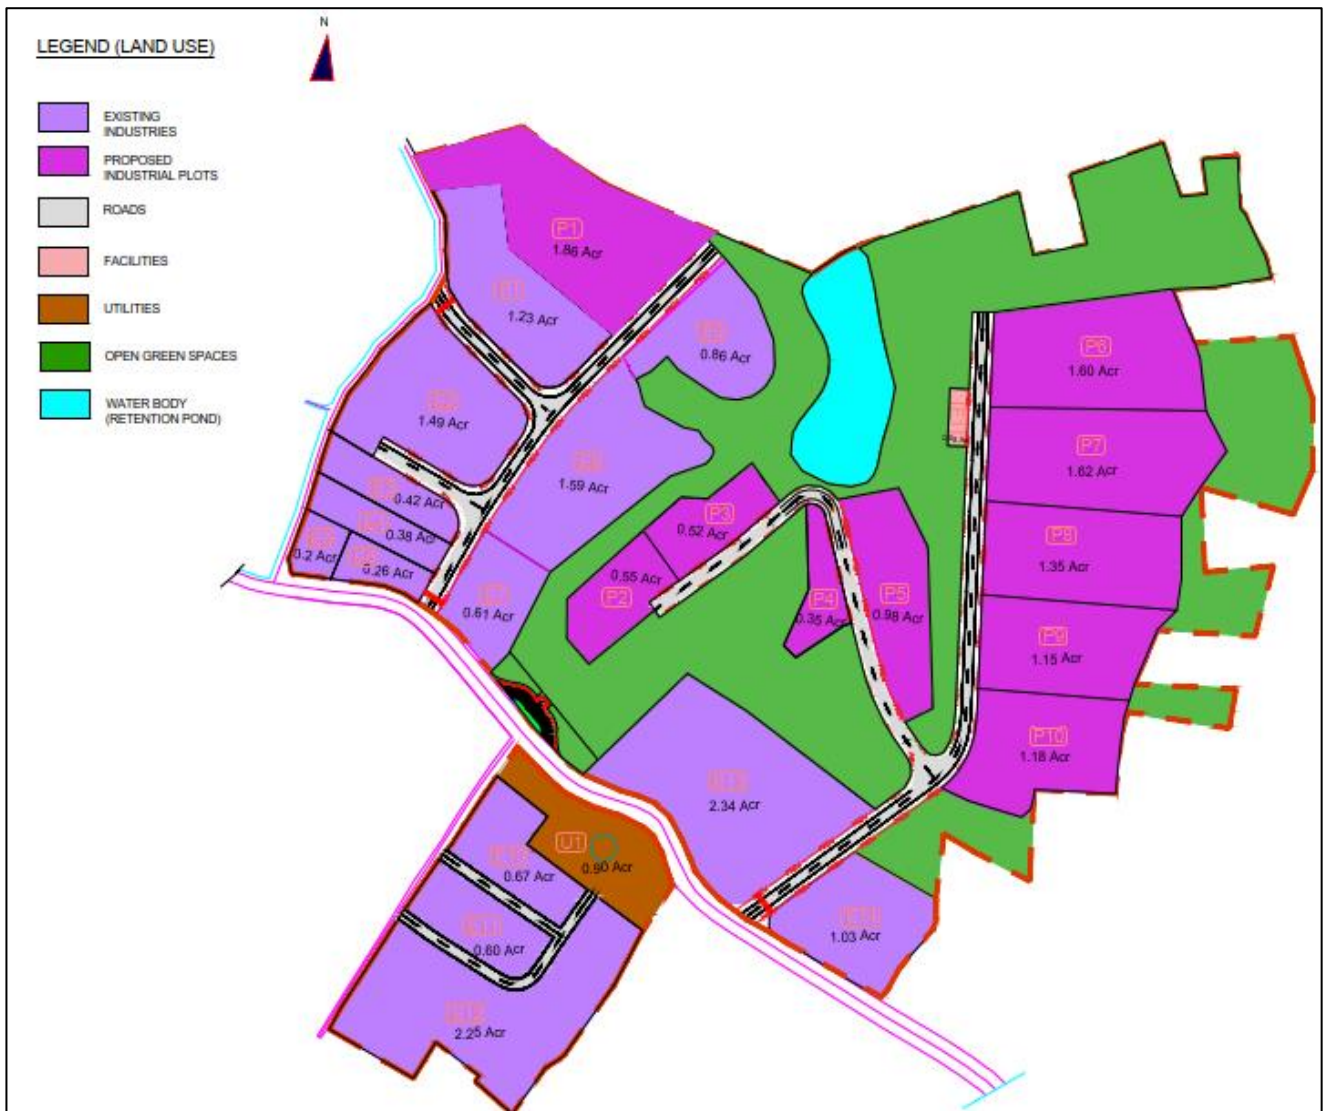 N
LEGEND (LAND USE)
EXISTING
INDUSTRIES
PROPOSED
INDUSTRIAL PLOTS
ROADS
FACILITIES
UTILITIES
OPEN GREEN SPACES
WATER BODY
(RETENTION POND)
P1
1.86 Acr
1.23 Acr
0.86 Acr
P6
1.60 Acr
1.49 Acr
P7
1.62 Acr
1.59 Acr
0.42 Acr
P3
0.52 Acr
0.38 Acr
P8
1.35 Acr
0.2 Acr
0.26 Acr
0.55 Acr
P2
0.61 Acr
P4
0.35 Acr
P5
0.98 Acr
P9
1.15 Acr
P10
1.18 Acr
2.34 Acr
U1
0.90 Acr
0.67 Acr
1.03 Acr
0.60 Acr
2.25 Acr